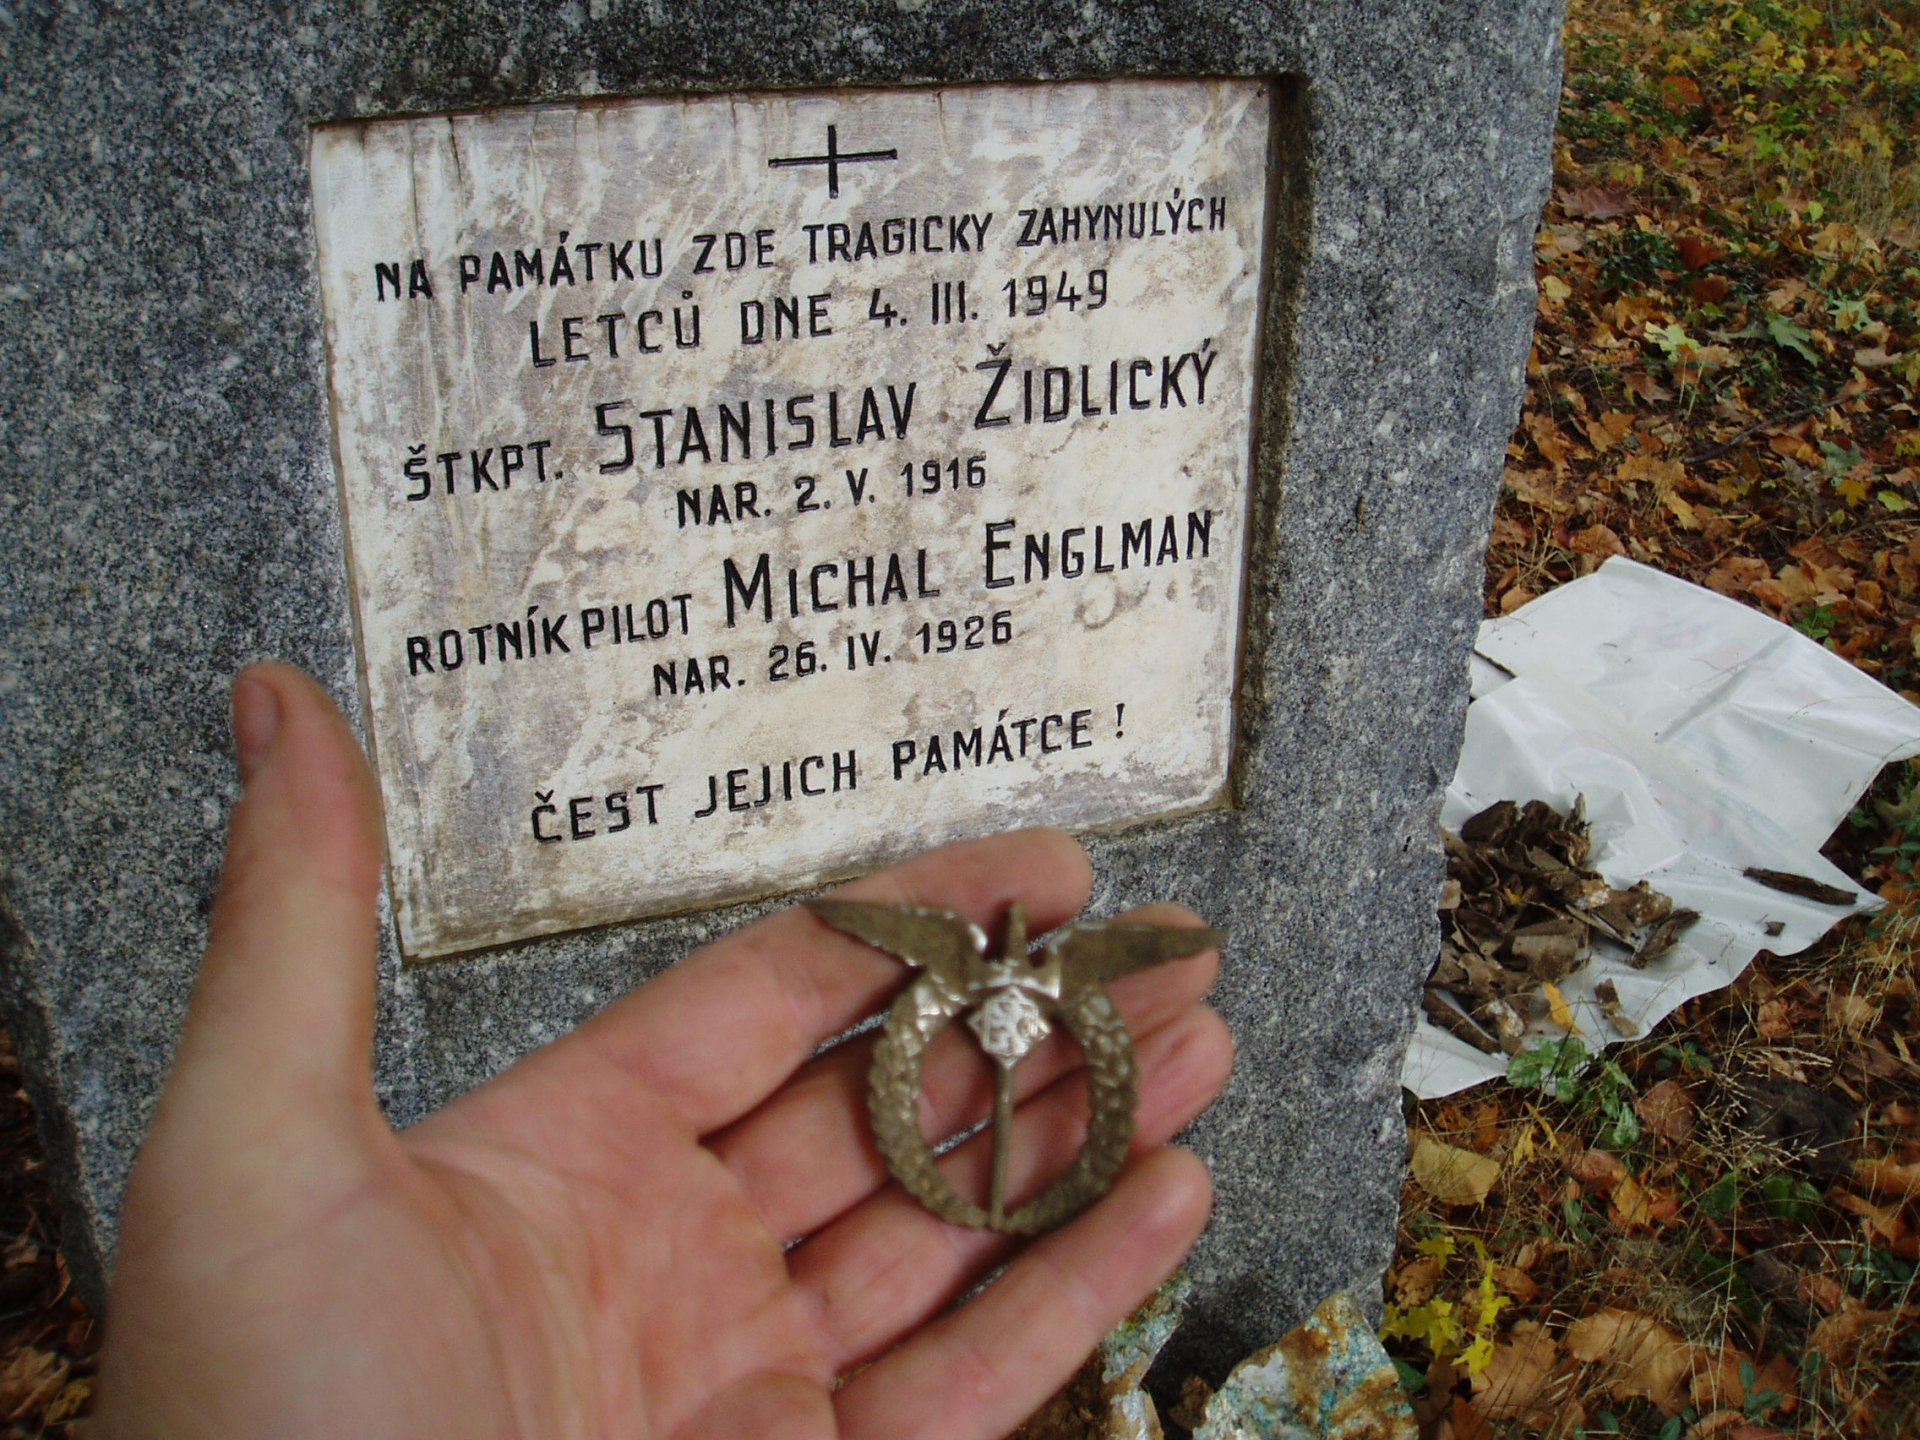 NA PAMÁTKU ZDE TRAGICKY ZAHYNULÝCH
LETCŮ DNE 4. III. 1949
ŠTKPT. STANISLAV ŽIDLICKÝ
NAR. 2. V. 1916
ROTNÍK PILOT MICHAL ENGLMAN
NAR. 26. IV. 1926
ČEST JEJICH PAMÁTCE !